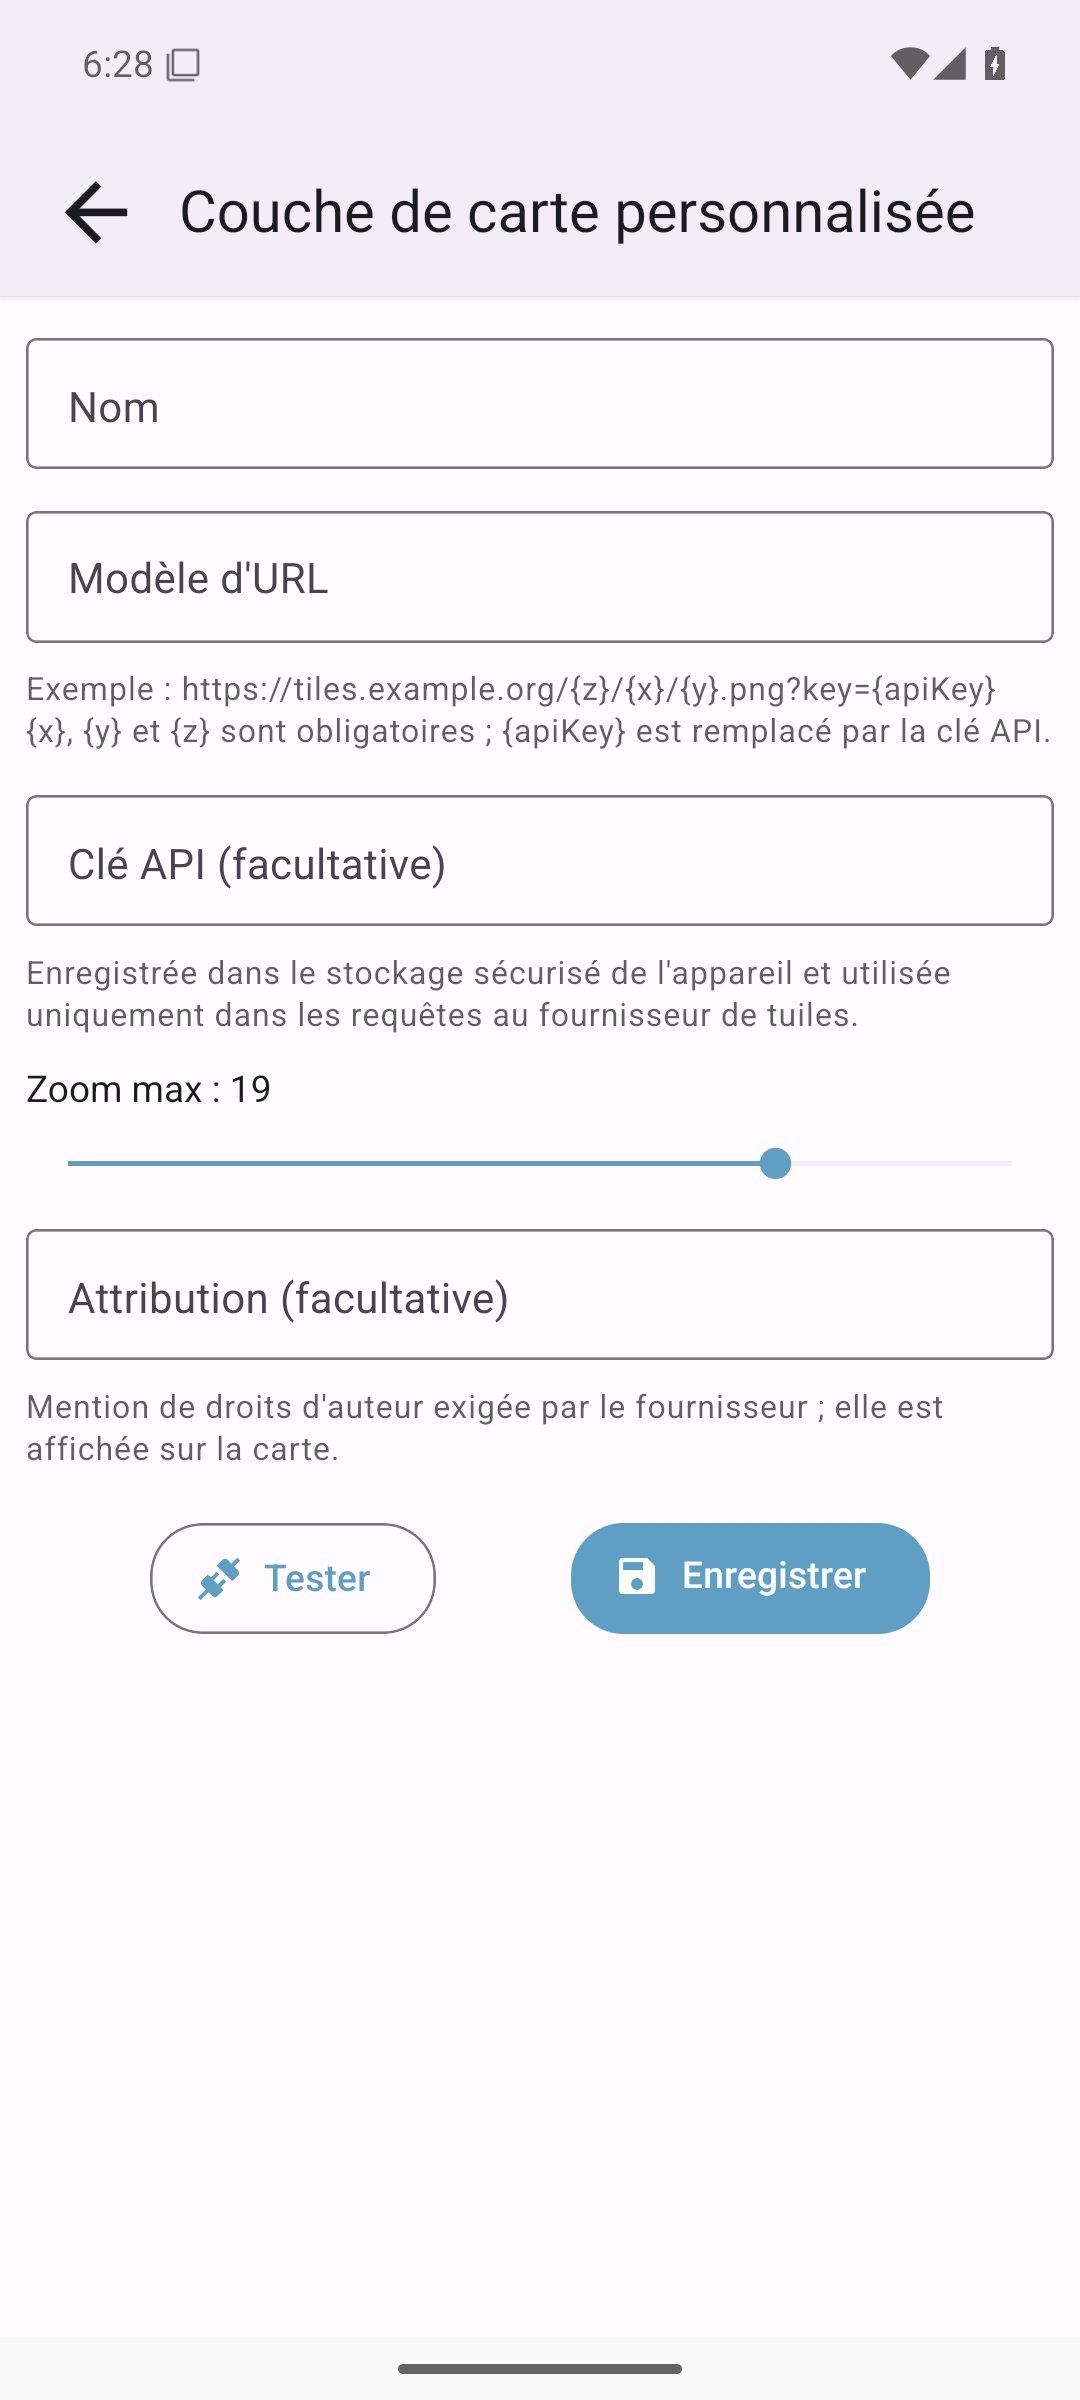 6:28
Couche de carte personnalisée
Nom
Modèle d'URL
Exemple : https://tiles.example.org/{z}/{x}/{y}.png?key={apiKey}
{x}, {y} et {z} sont obligatoires ; {apiKey} est remplacé par la clé API.
Clé API (facultative)
Enregistrée dans le stockage sécurisé de l'appareil et utilisée
uniquement dans les requêtes au fournisseur de tuiles.
Zoom max : 19
Attribution (facultative)
Mention de droits d'auteur exigée par le fournisseur ; elle est
affichée sur la carte.
Tester
Enregistrer